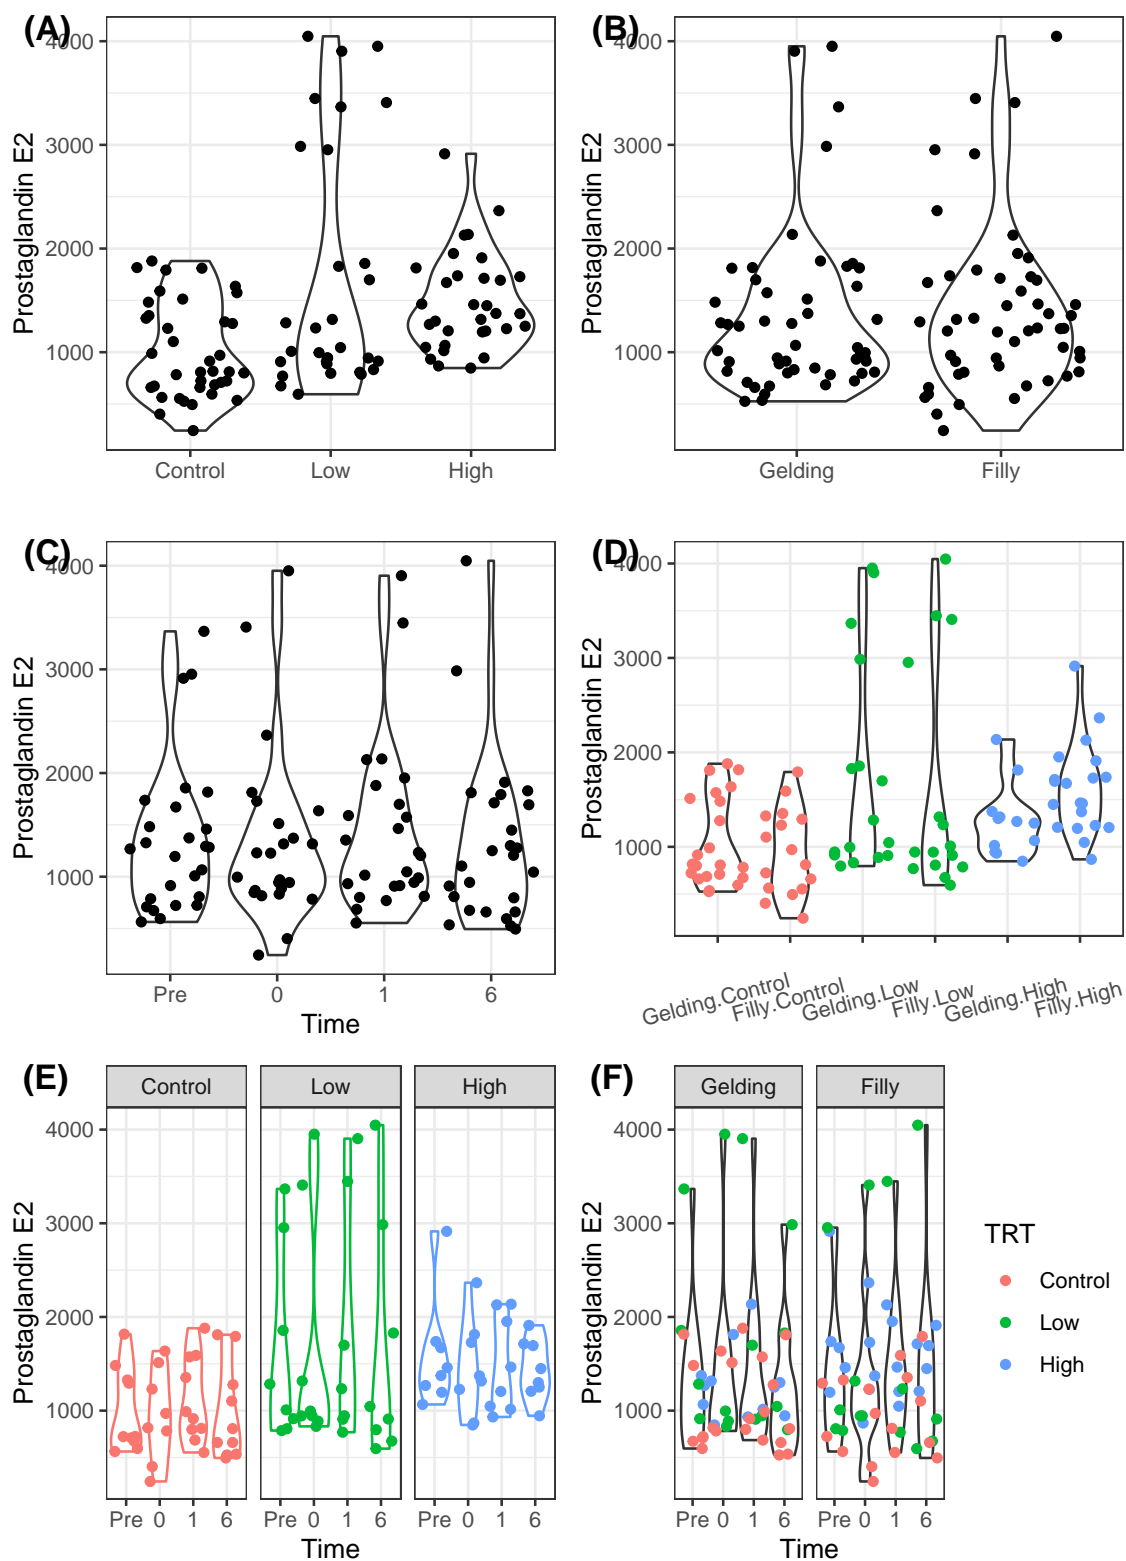 (A)
Prostaglandin E2
4000
3000
2000
1000
Control Low High
(B)
Prostaglandin E2
4000
3000
2000
1000
Gelding Filly
(C)
Prostaglandin E2
4000
3000
2000
1000
Pre 0 1 6
Time
(D)
Prostaglandin E2
4000
3000
2000
1000
Gelding.Control Filly.Control Gelding.Low Filly.Low Gelding.High Filly.High
(E)
Control Low High
Prostaglandin E2
4000
3000
2000
1000
Pre 0 1 6 Pre 0 1 6 Pre 0 1 6
Time
(F)
Gelding Filly
Prostaglandin E2
4000
3000
2000
1000
Pre 0 1 6 Pre 0 1 6
Time
TRT
Control
Low
High